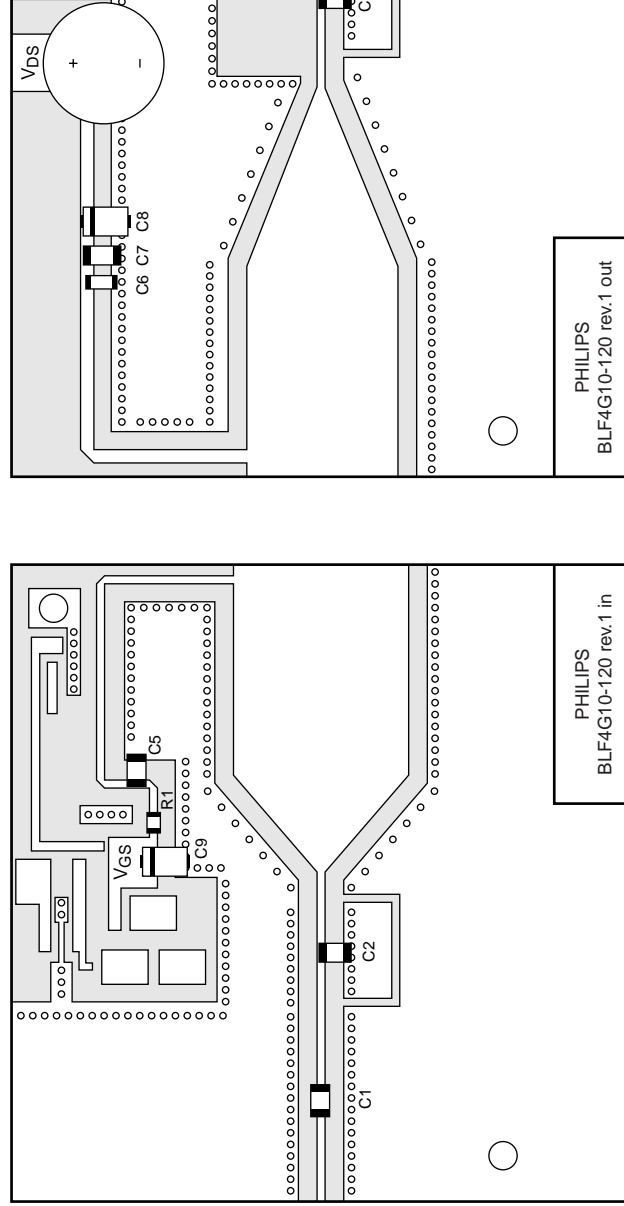 VDS
+
−
C8
C7
C6
C
PHILIPS
BLF4G10-120 rev.1 out
C5
R1
VGS
C9
C2
C1
PHILIPS
BLF4G10-120 rev.1 in